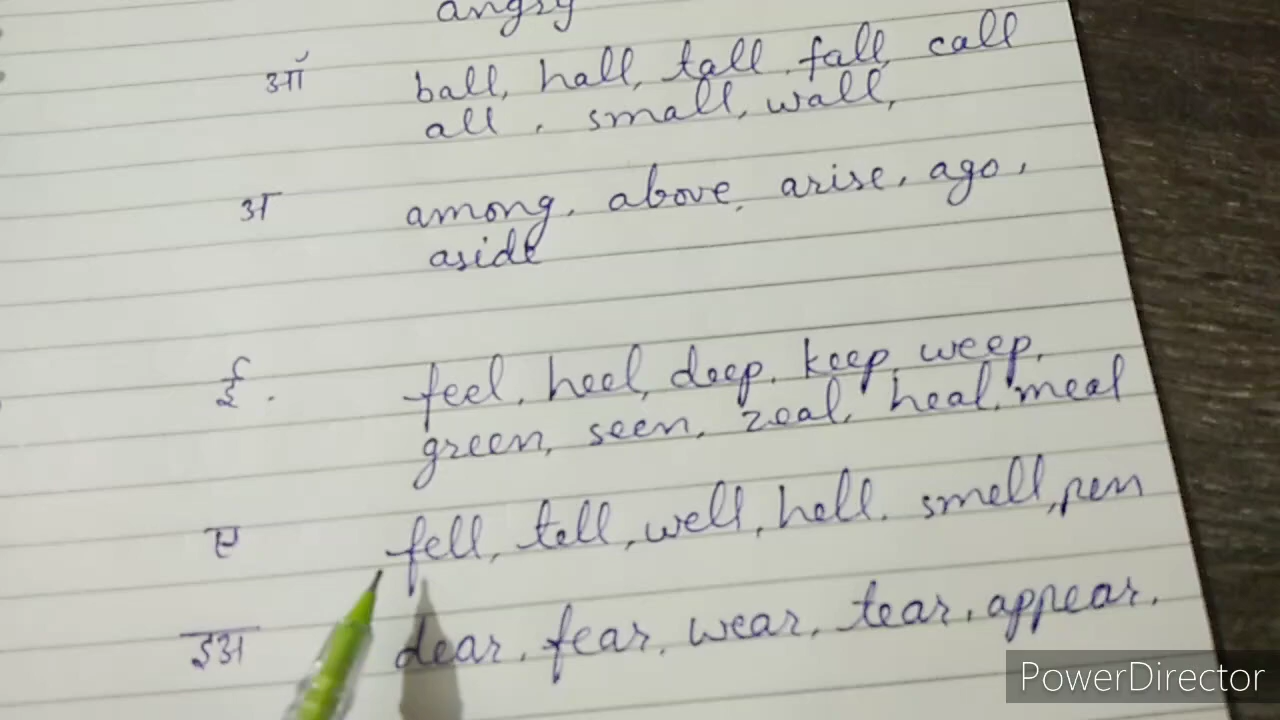 angry
ऑ ball, hall, tall, fall, call
all, small, wall,
अ among, above, arise, ago,
aside
ई. feel, heel, deep, keep, weep,
green, seen, zeal, heal, meal
ए fell, tell, well, hell, smell, pen
इअ dear, fear, wear, tear, appear,
PowerDirector